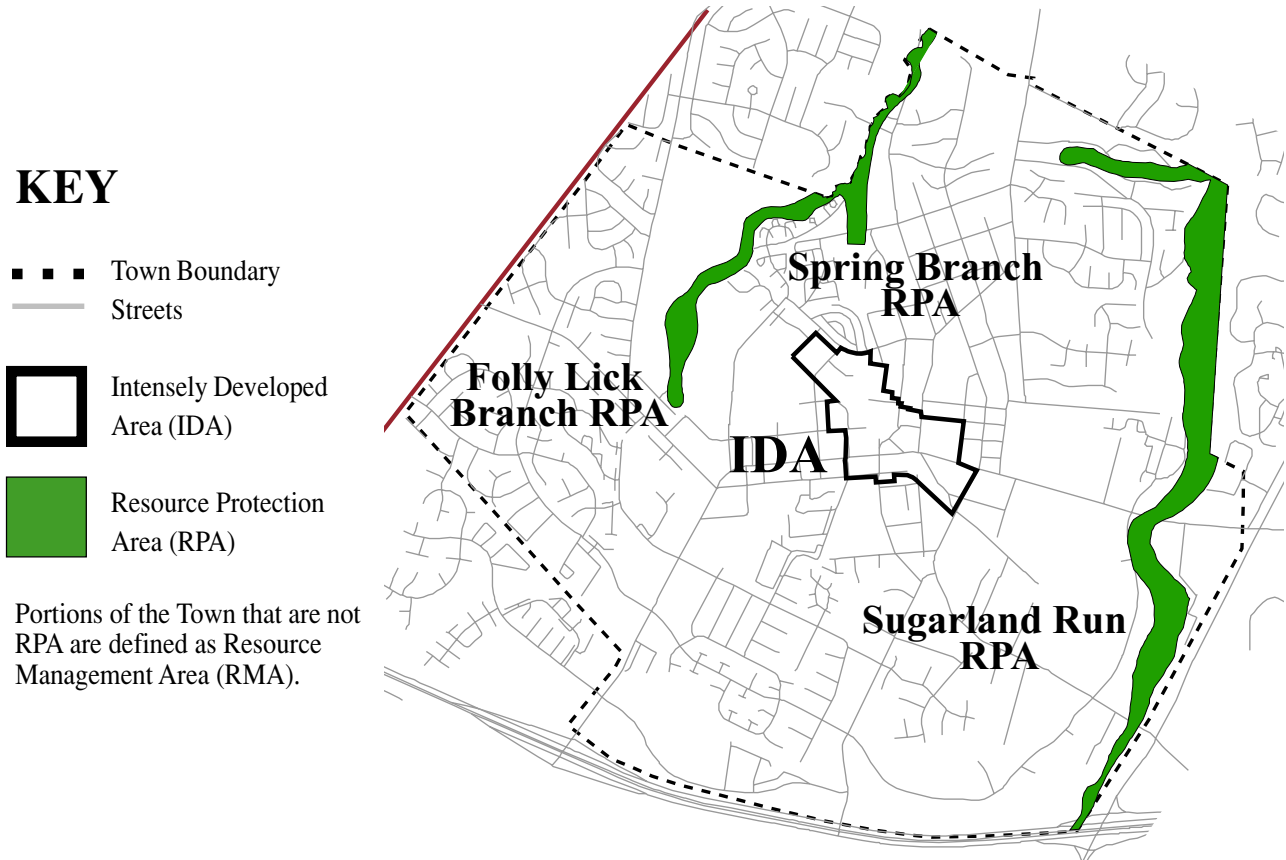 KEY
Town Boundary
Streets
Intensely Developed
Area (IDA)
Resource Protection
Area (RPA)
Portions of the Town that are not
RPA are defined as Resource
Management Area (RMA).
Spring Branch
RPA
Folly Lick
Branch RPA
IDA
Sugarland Run
RPA